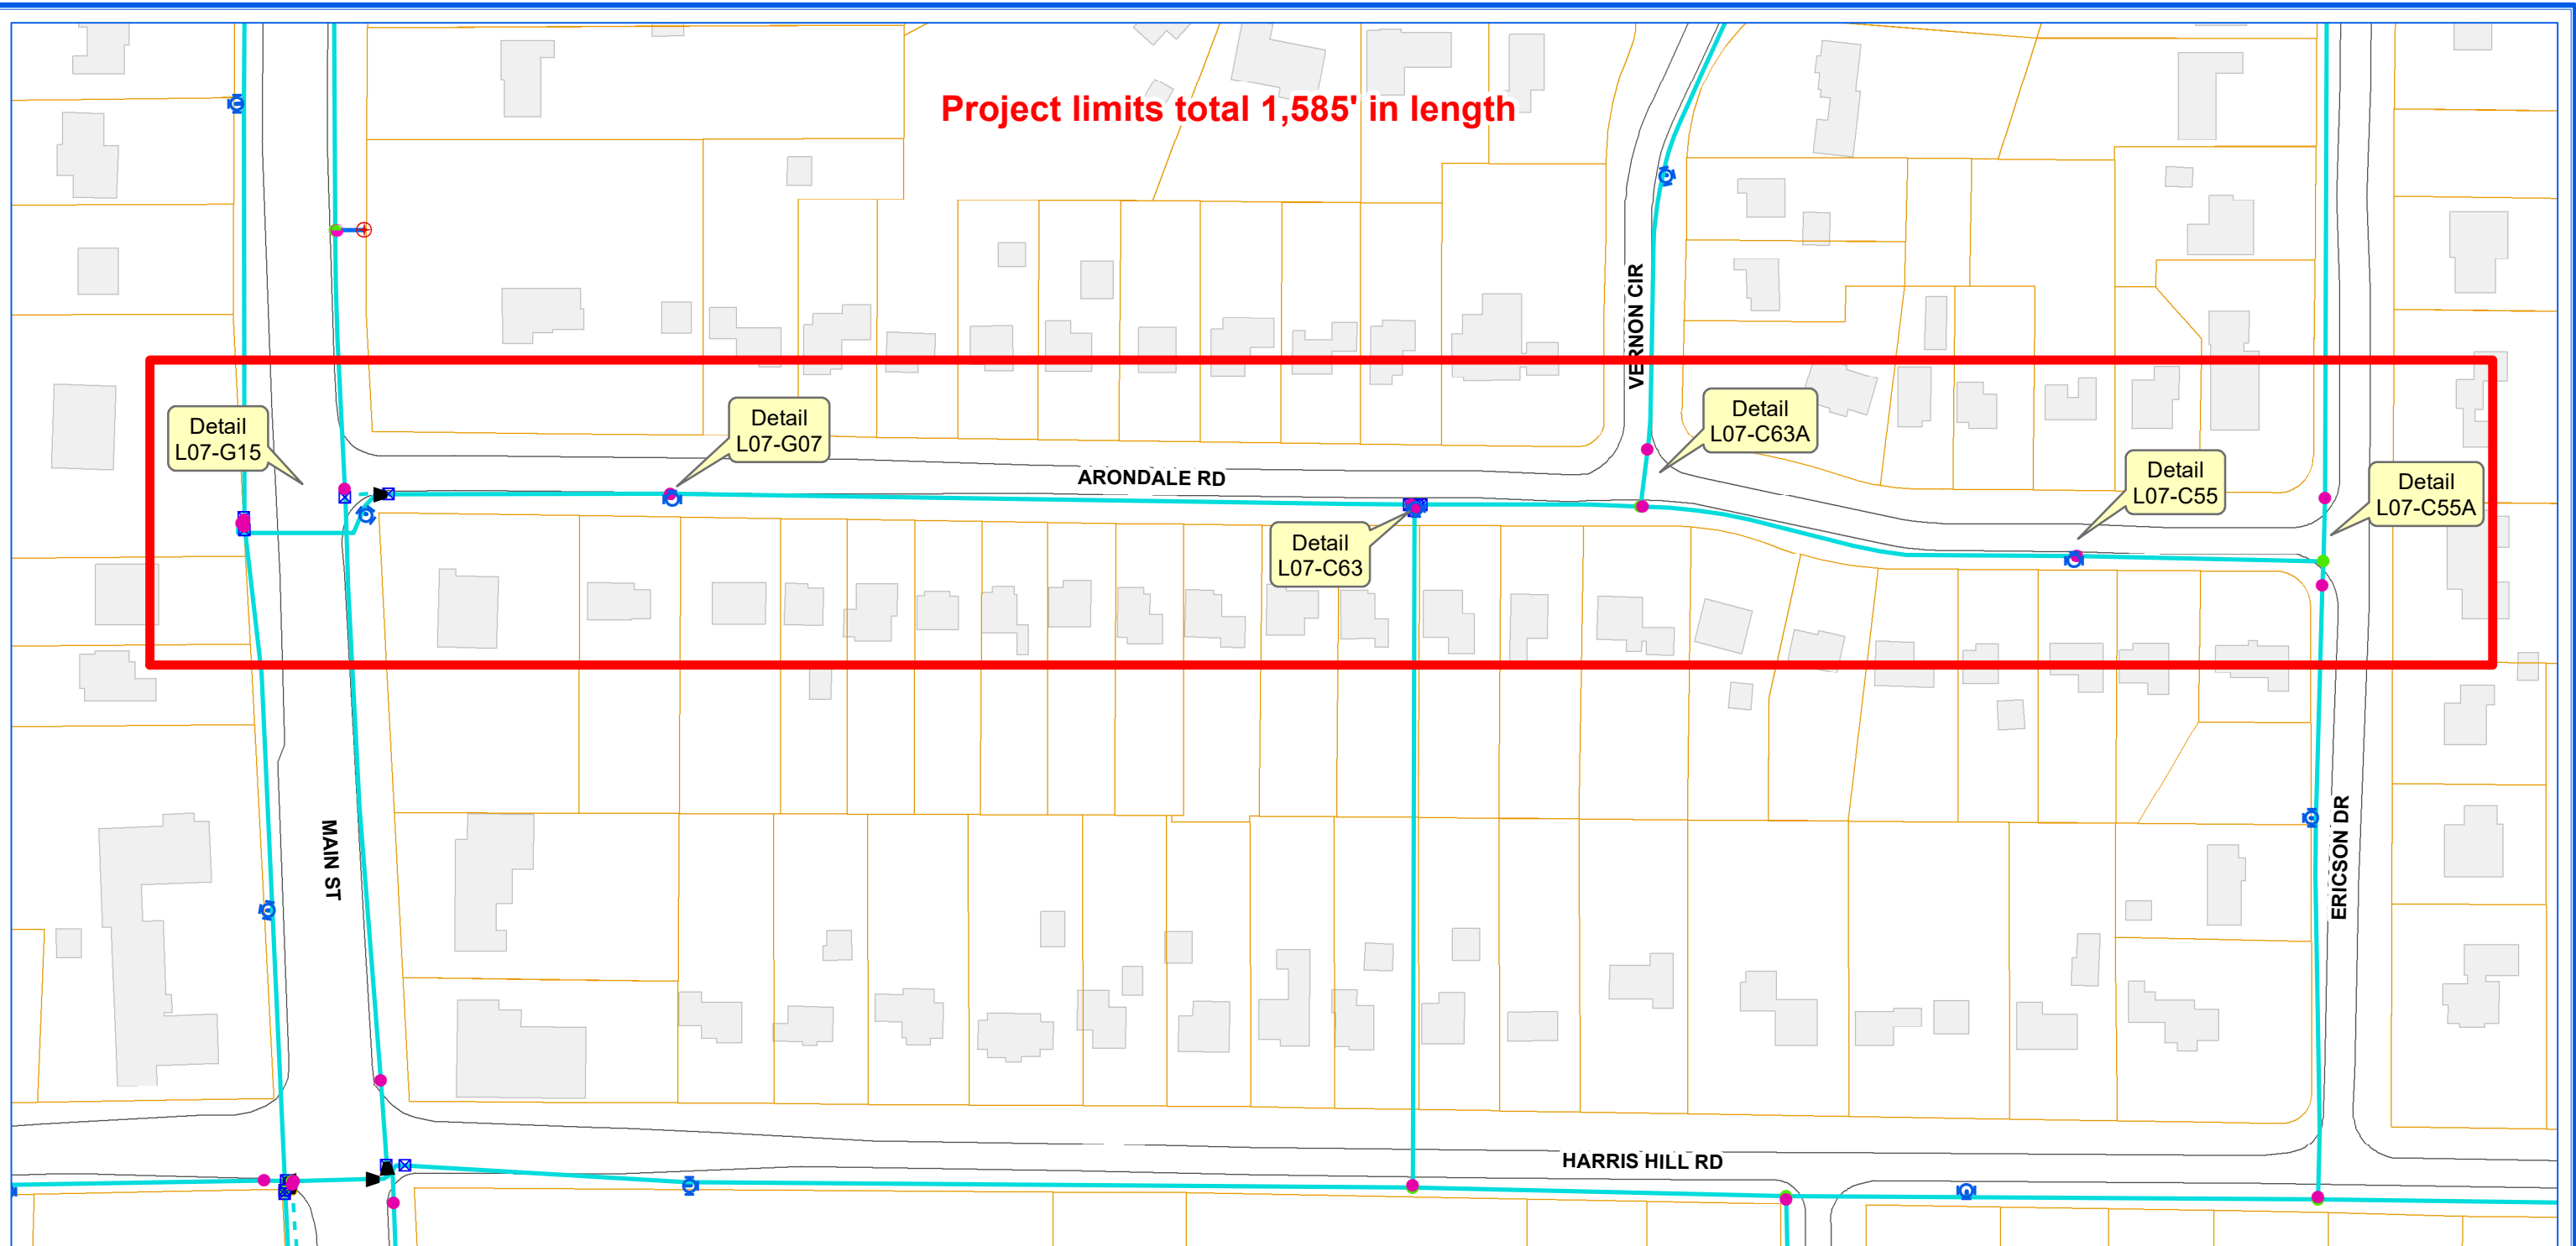 Project limits total 1,585' in length
VERNON CIR
Detail
L07-G15
Detail
L07-G07
Detail
L07-C63A
ARONDALE RD
Detail
L07-C55
Detail
L07-C55A
Detail
L07-C63
MAIN ST
ERICSON DR
HARRIS HILL RD